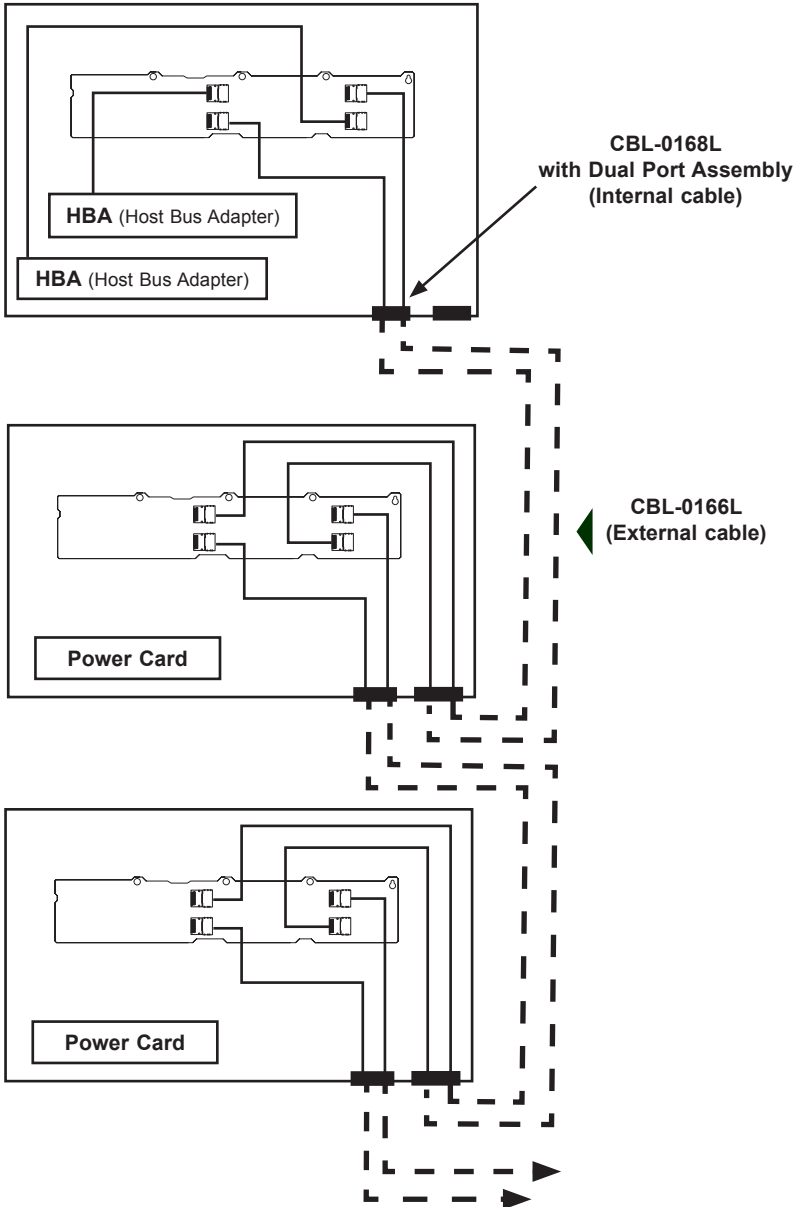 CBL-0168L
with Dual Port Assembly
(Internal cable)
HBA (Host Bus Adapter)
HBA (Host Bus Adapter)
CBL-0166L
(External cable)
Power Card
Power Card